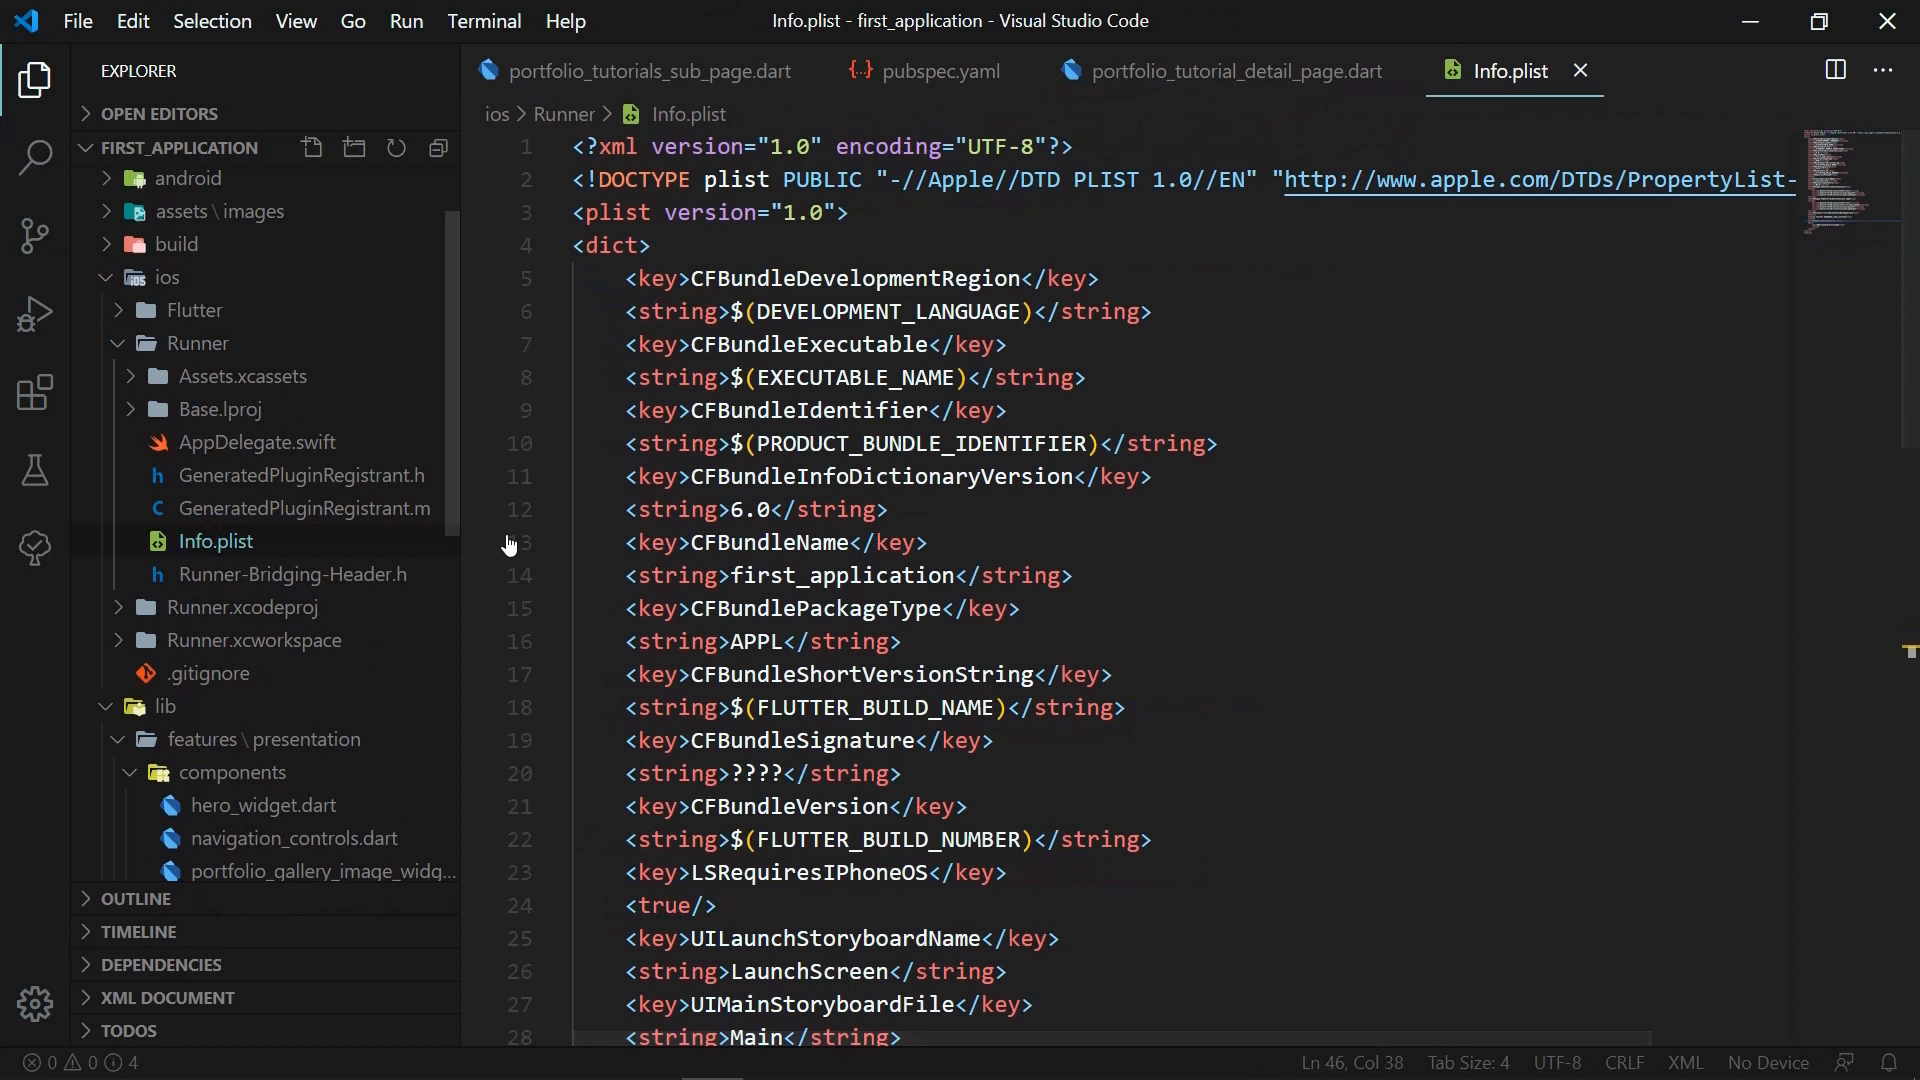 File Edit Selection View Go Run Terminal Help
Info.plist - first_application - Visual Studio Code
EXPLORER
OPEN EDITORS
FIRST_APPLICATION
android
assets \ images
build
ios
Flutter
Runner
Assets.xcassets
Base.lproj
AppDelegate.swift
GeneratedPluginRegistrant.h
GeneratedPluginRegistrant.m
Info.plist
Runner-Bridging-Header.h
Runner.xcodeproj
Runner.xcworkspace
.gitignore
lib
features \ presentation
components
hero_widget.dart
navigation_controls.dart
portfolio_gallery_image_widg...
OUTLINE
TIMELINE
DEPENDENCIES
XML DOCUMENT
TODOS
portfolio_tutorials_sub_page.dart pubspec.yaml portfolio_tutorial_detail_page.dart Info.plist
ios > Runner > Info.plist
1 <?xml version="1.0" encoding="UTF-8"?>
2 <!DOCTYPE plist PUBLIC "-//Apple//DTD PLIST 1.0//EN" "http://www.apple.com/DTDs/PropertyList-
3 <plist version="1.0">
4 <dict>
5 <key>CFBundleDevelopmentRegion</key>
6 <string>$(DEVELOPMENT_LANGUAGE)</string>
7 <key>CFBundleExecutable</key>
8 <string>$(EXECUTABLE_NAME)</string>
9 <key>CFBundleIdentifier</key>
10 <string>$(PRODUCT_BUNDLE_IDENTIFIER)</string>
11 <key>CFBundleInfoDictionaryVersion</key>
12 <string>6.0</string>
13 <key>CFBundleName</key>
14 <string>first_application</string>
15 <key>CFBundlePackageType</key>
16 <string>APPL</string>
17 <key>CFBundleShortVersionString</key>
18 <string>$(FLUTTER_BUILD_NAME)</string>
19 <key>CFBundleSignature</key>
20 <string>????</string>
21 <key>CFBundleVersion</key>
22 <string>$(FLUTTER_BUILD_NUMBER)</string>
23 <key>LSRequiresIPhoneOS</key>
24 <true/>
25 <key>UILaunchStoryboardName</key>
26 <string>LaunchScreen</string>
27 <key>UIMainStoryboardFile</key>
28 <string>Main</string>
0 0 4
Ln 46, Col 38 Tab Size: 4 UTF-8 CRLF XML No Device